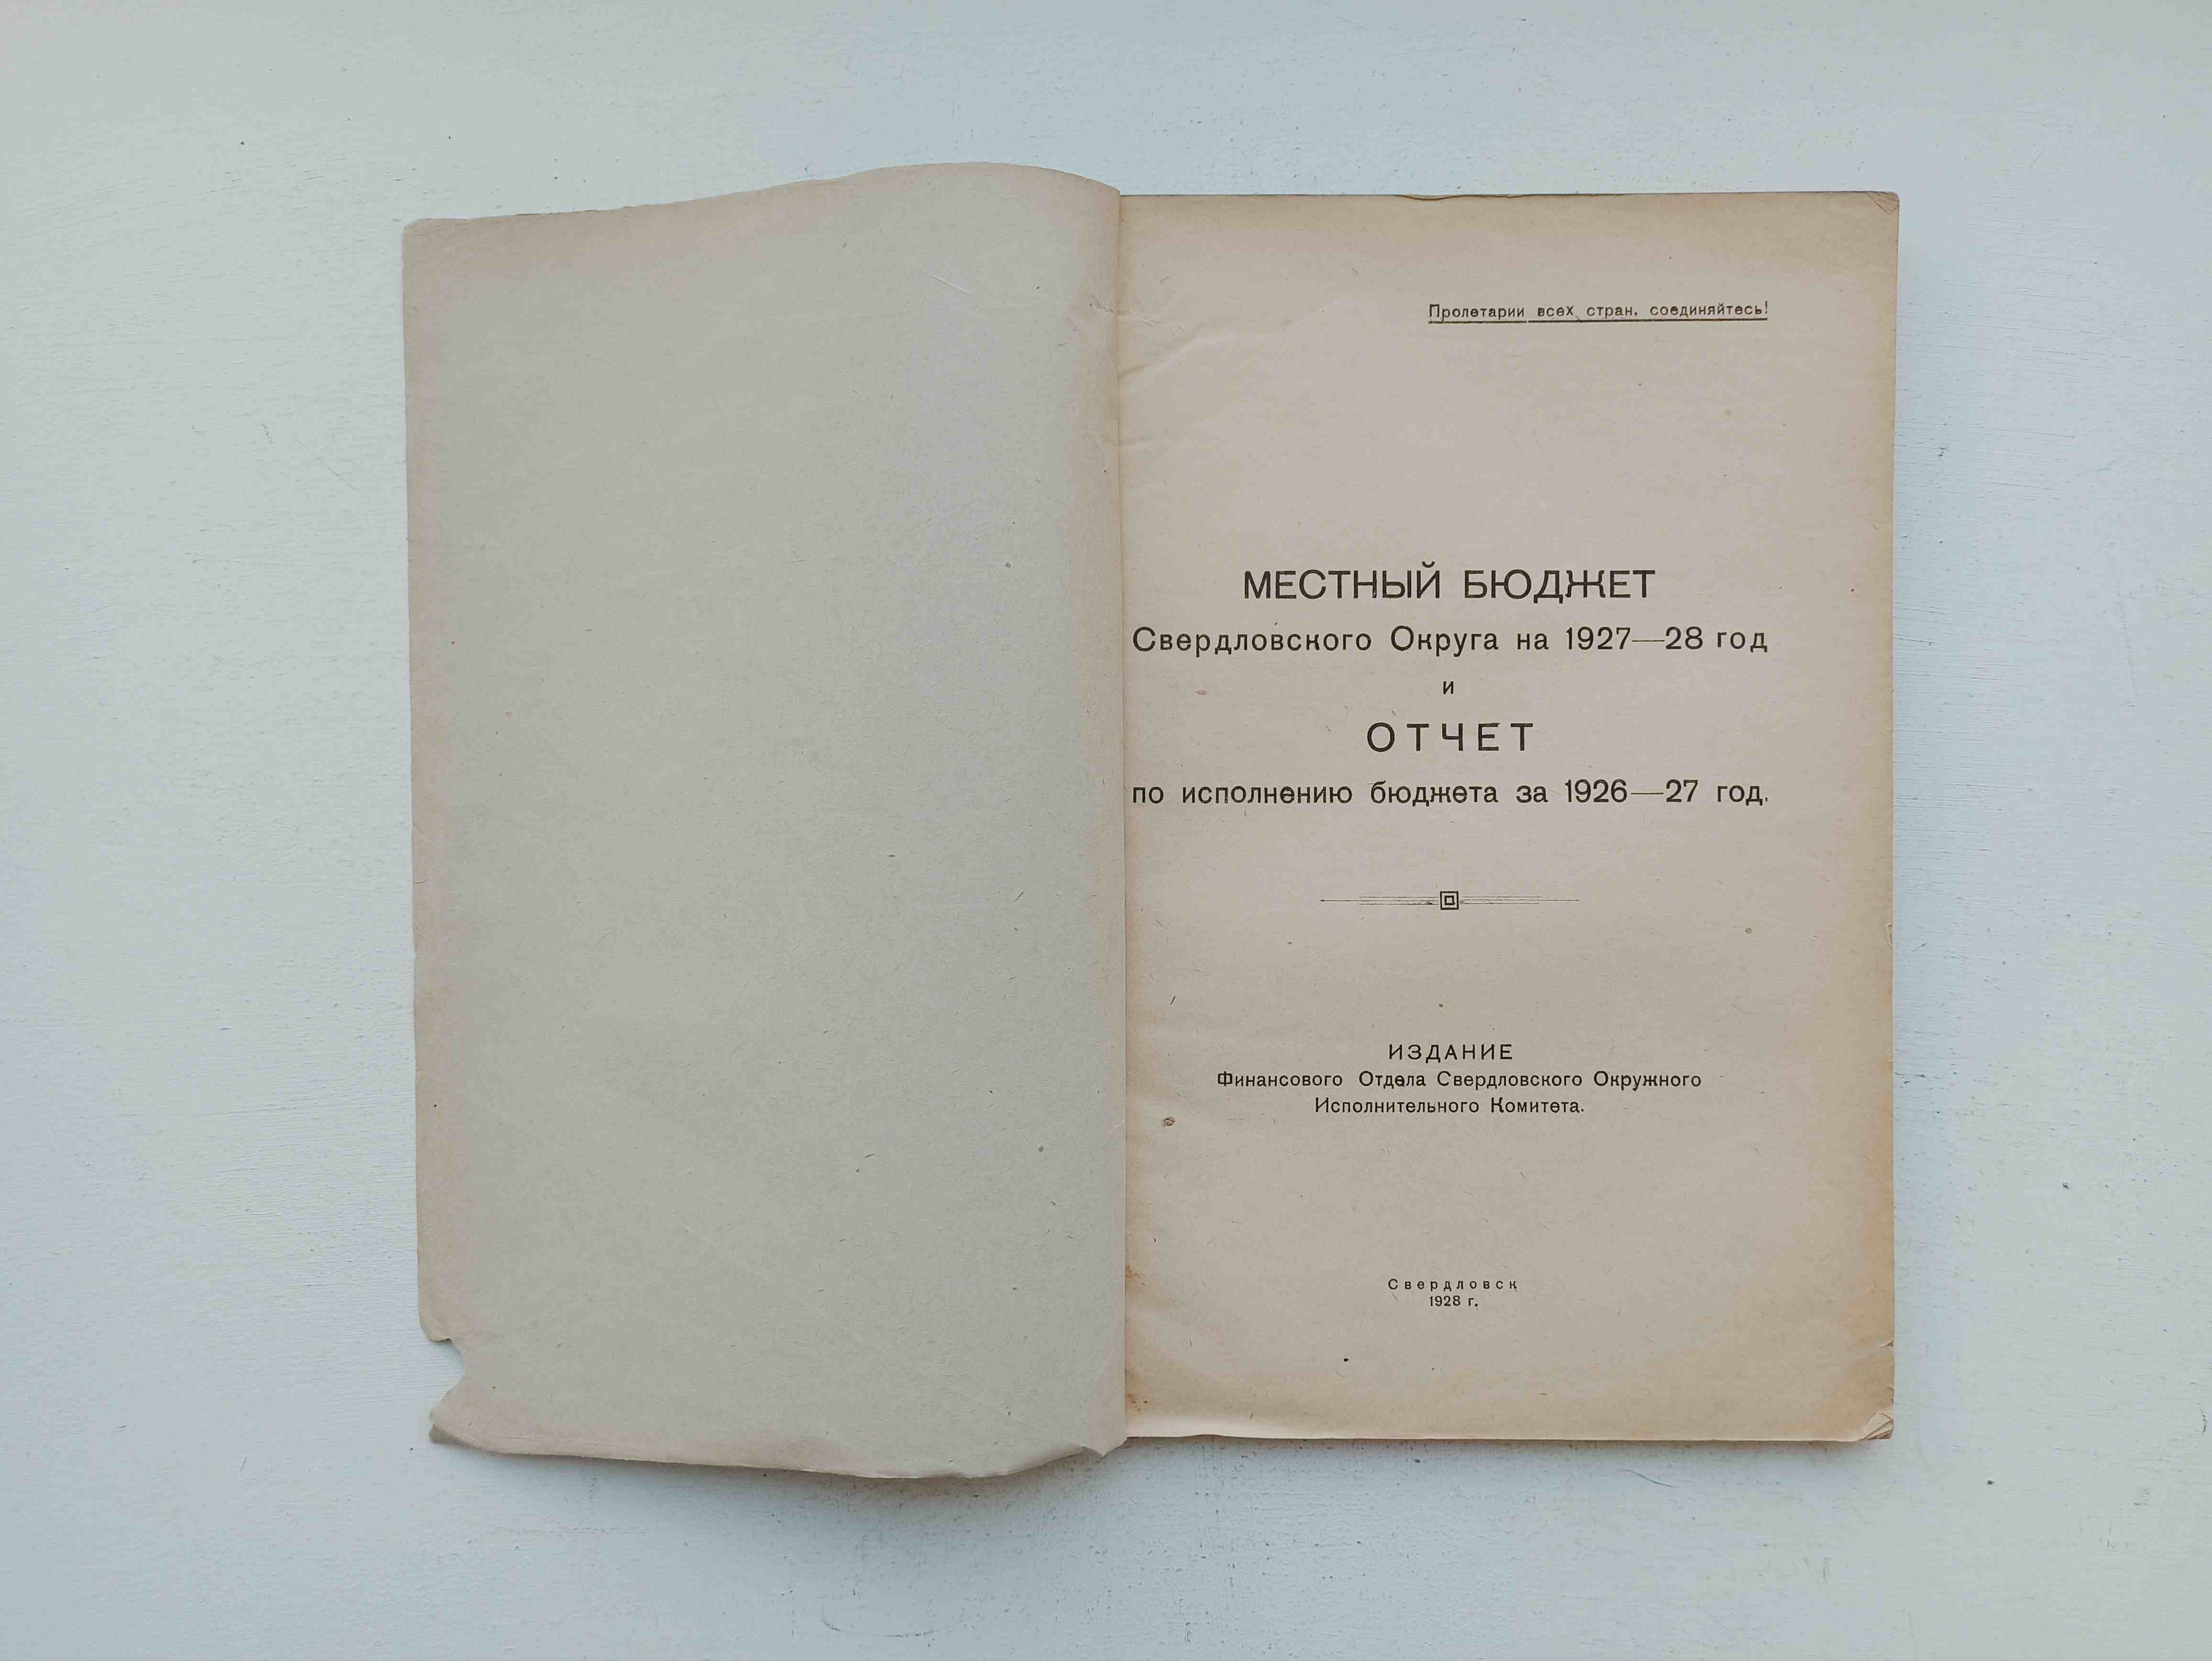 Пролетарии всех стран, соединяйтесь!
МЕСТНЫЙ БЮДЖЕТ
Свердловского Округа на 1927—28 год
и
ОТЧЕТ
по исполнению бюджета за 1926—27 год.
ИЗДАНИЕ
Финансового Отдела Свердловского Окружного
Исполнительного Комитета.
Свердловск
1928 г.